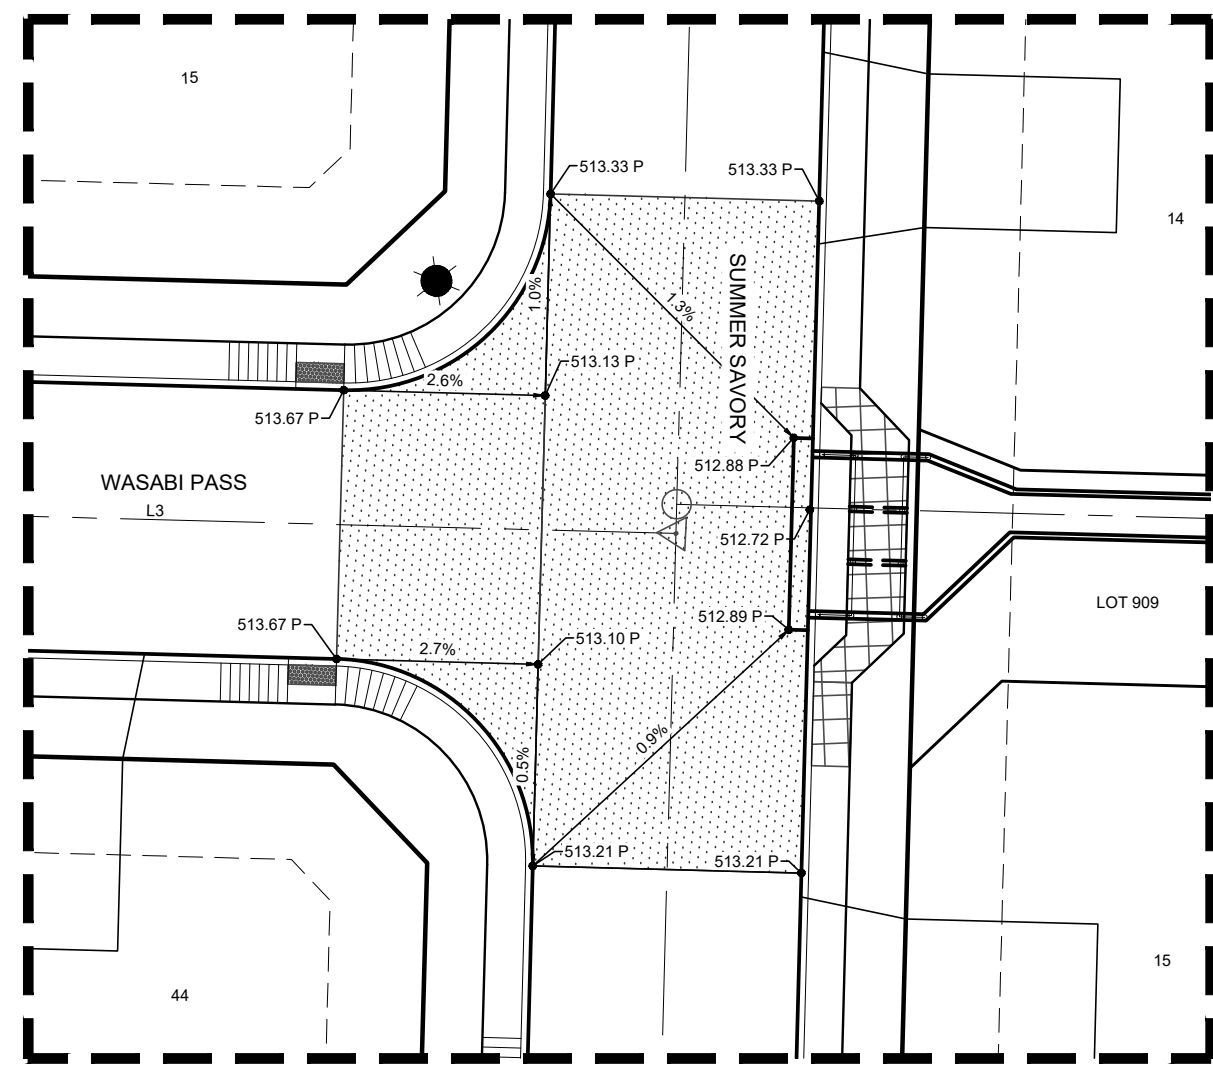 15
513.33 P
513.33 P
14
SUMMER SAVORY
1.0%
1.3%
513.13 P
2.6%
513.67 P
512.88 P
WASABI PASS
L3
512.72 P
LOT 909
512.89 P
513.67 P
513.10 P
2.7%
0.9%
0.5%
513.21 P
513.21 P
15
44